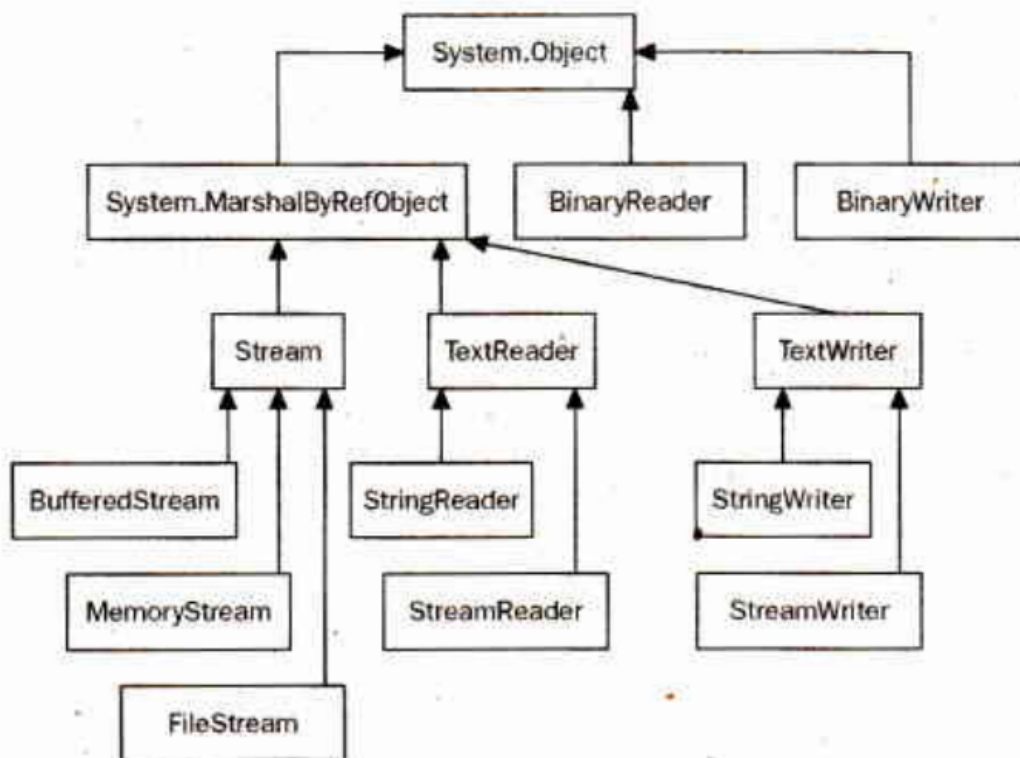 System.Object
System.MarshalByRefObject
BinaryReader
BinaryWriter
Stream
TextReader
TextWriter
BufferedStream
StringReader
StringWriter
MemoryStream
StreamReader
StreamWriter
FileStream